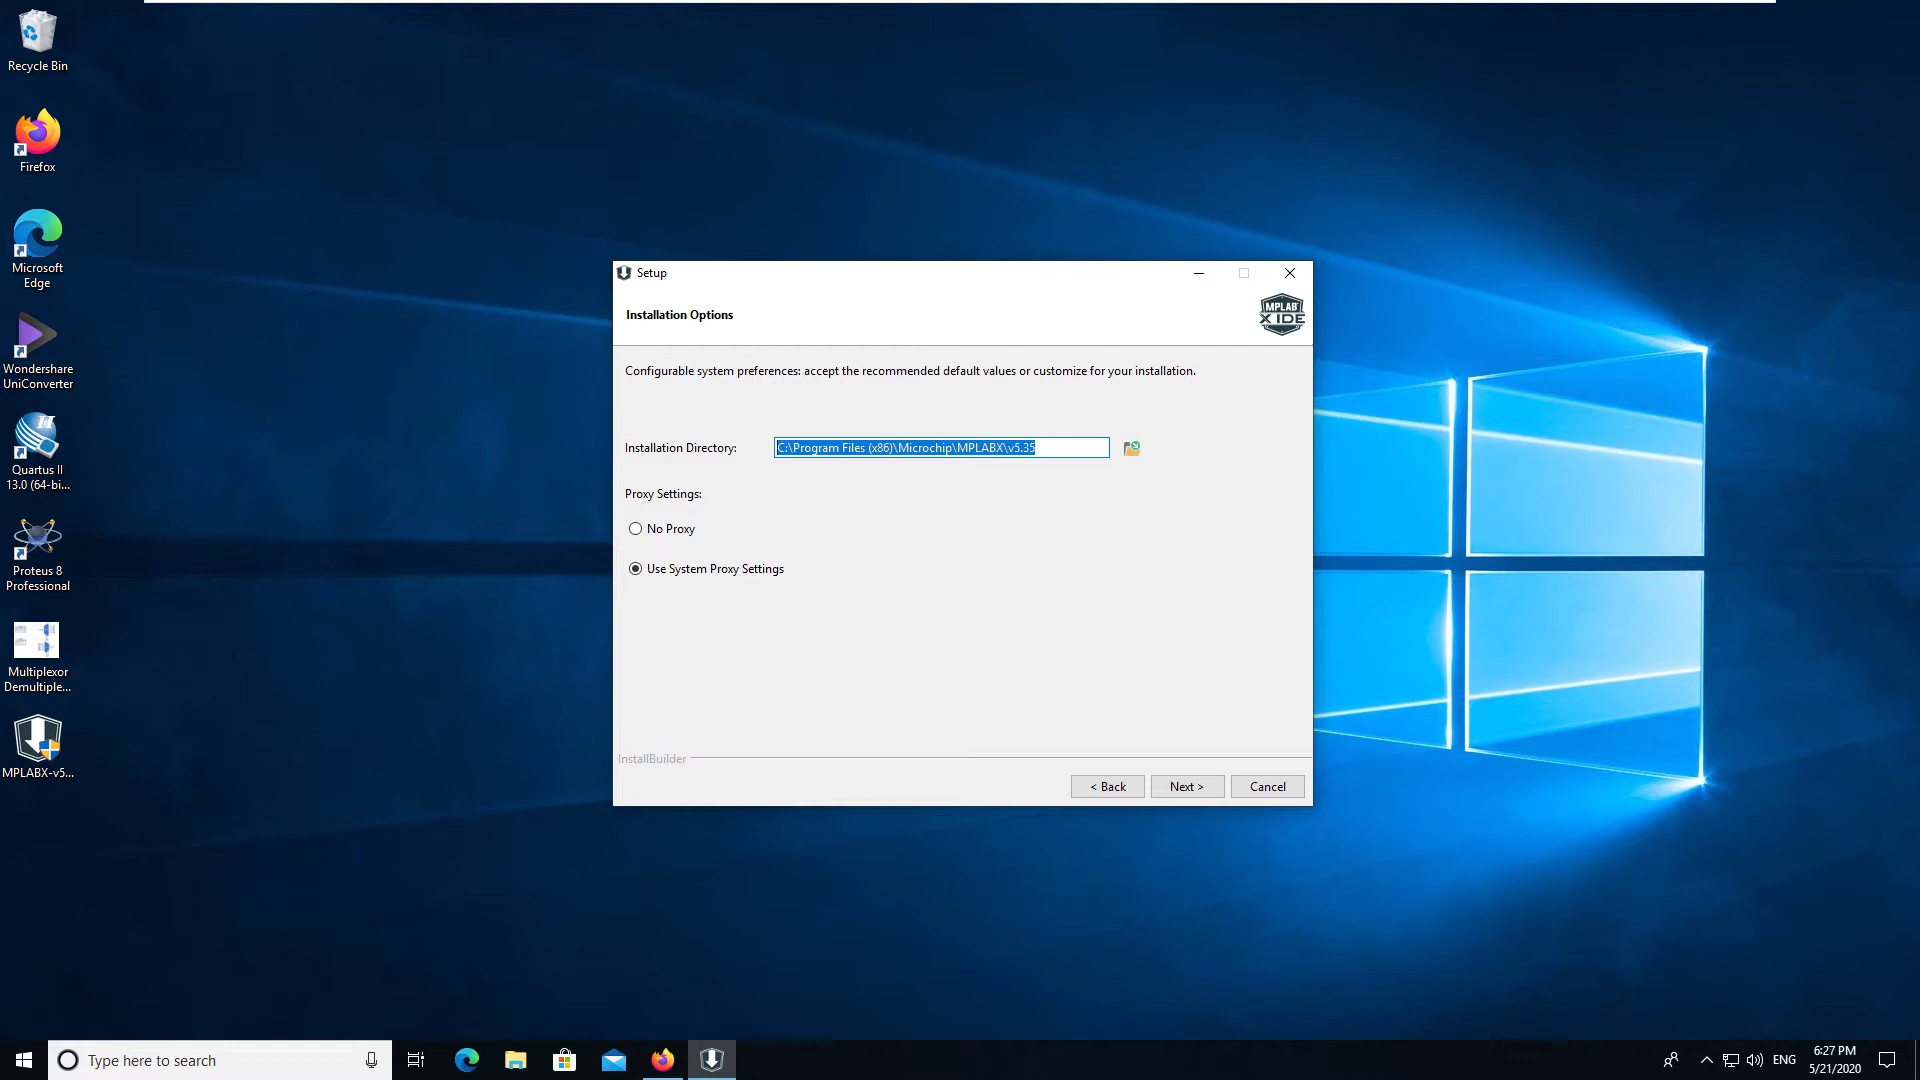 Recycle Bin
Firefox
Microsoft
Edge
Wondershare
UniConverter
Quartus II
13.0 (64-bi...
Proteus 8
Professional
Multiplexor
Demultiple...
MPLABX-v5...
Setup
Installation Options
MPLAB
X IDE
Configurable system preferences: accept the recommended default values or customize for your installation.
Installation Directory:
C:\Program Files (x86)\Microchip\MPLABX\v5.35
Proxy Settings:
No Proxy
Use System Proxy Settings
InstallBuilder
< Back
Next >
Cancel
Type here to search
ENG
6:27 PM
5/21/2020